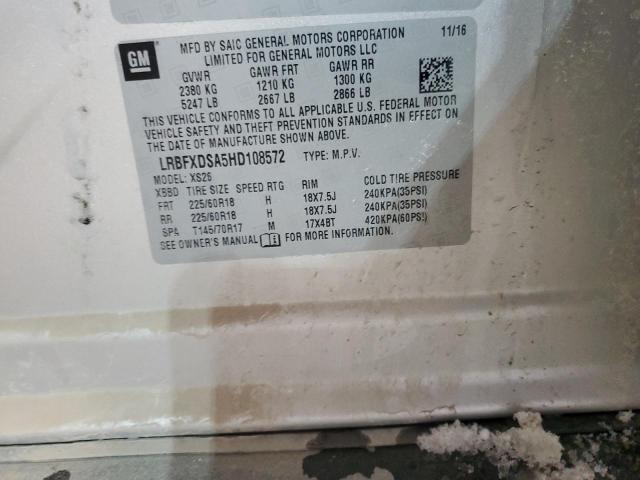 GM
MFD BY SAIC GENERAL MOTORS CORPORATION 11/16
LIMITED FOR GENERAL MOTORS LLC
GVWR GAWR FRT GAWR RR
2380 KG 1210 KG 1300 KG
5247 LB 2667 LB 2866 LB
THIS VEHICLE CONFORMS TO ALL APPLICABLE U.S. FEDERAL MOTOR
VEHICLE SAFETY AND THEFT PREVENTION STANDARDS IN EFFECT ON
THE DATE OF MANUFACTURE SHOWN ABOVE.
LRBFXDSA5HD108572 TYPE: M.P.V.
MODEL: XS26
XBBD TIRE SIZE SPEED RTG RIM COLD TIRE PRESSURE
FRT 225/60R18 H 18X7.5J 240KPA(35PSI)
RR 225/60R18 H 18X7.5J 240KPA(35PSI)
SPA T145/70R17 M 17X4BT 420KPA(60PSI)
SEE OWNER'S MANUAL FOR MORE INFORMATION.